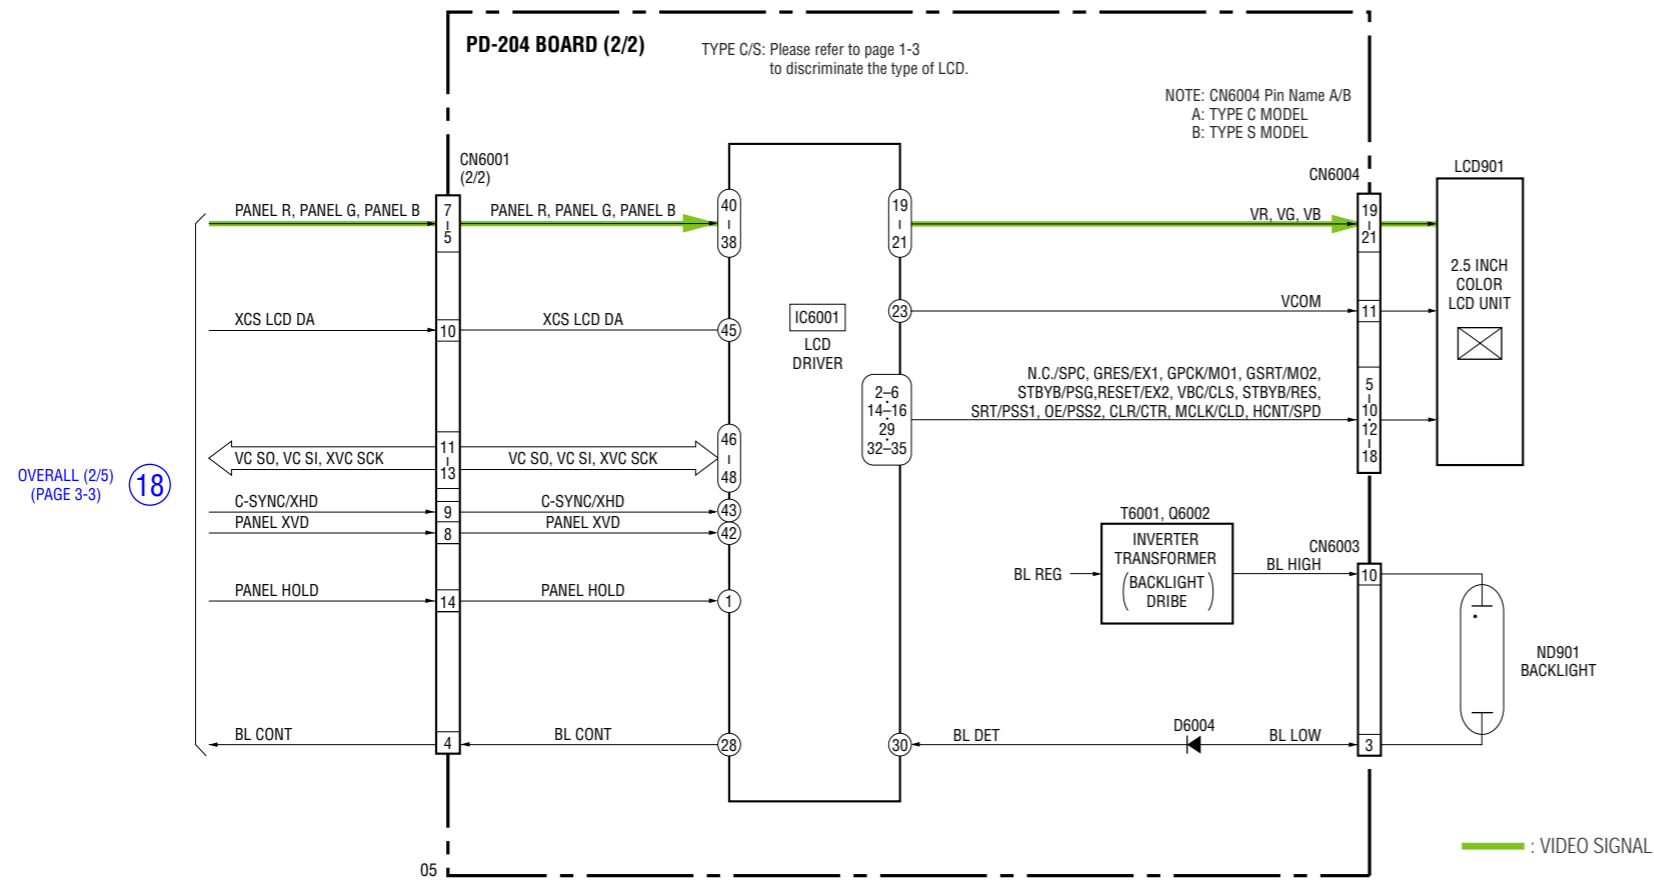 PD-204 BOARD (2/2)
TYPE C/S: Please refer to page 1-3
to discriminate the type of LCD.
NOTE: CN6004 Pin Name A/B
A: TYPE C MODEL
B: TYPE S MODEL
CN6001
(2/2)
CN6004
LCD901
PANEL R, PANEL G, PANEL B
7
5
PANEL R, PANEL G, PANEL B
40
38
19
21
VR, VG, VB
19
21
2.5 INCH
COLOR
LCD UNIT
XCS LCD DA
10
XCS LCD DA
45
IC6001
LCD
DRIVER
23
VCOM
11
N.C./SPC, GRES/EX1, GPCK/MO1, GSRT/MO2,
STBYB/PSG,RESET/EX2, VBC/CLS, STBYB/RES,
SRT/PSS1, OE/PSS2, CLR/CTR, MCLK/CLD, HCNT/SPD
2–6
14–16
29
32–35
5
10
12
18
OVERALL (2/5)
(PAGE 3-3)
18
VC SO, VC SI, XVC SCK
11
13
VC SO, VC SI, XVC SCK
46
48
C-SYNC/XHD
9
C-SYNC/XHD
43
PANEL XVD
8
PANEL XVD
42
T6001, Q6002
INVERTER
TRANSFORMER
(BACKLIGHT
DRIBE)
BL REG
BL HIGH
CN6003
10
PANEL HOLD
14
PANEL HOLD
1
ND901
BACKLIGHT
BL CONT
4
BL CONT
28
30
BL DET
D6004
BL LOW
3
: VIDEO SIGNAL
05